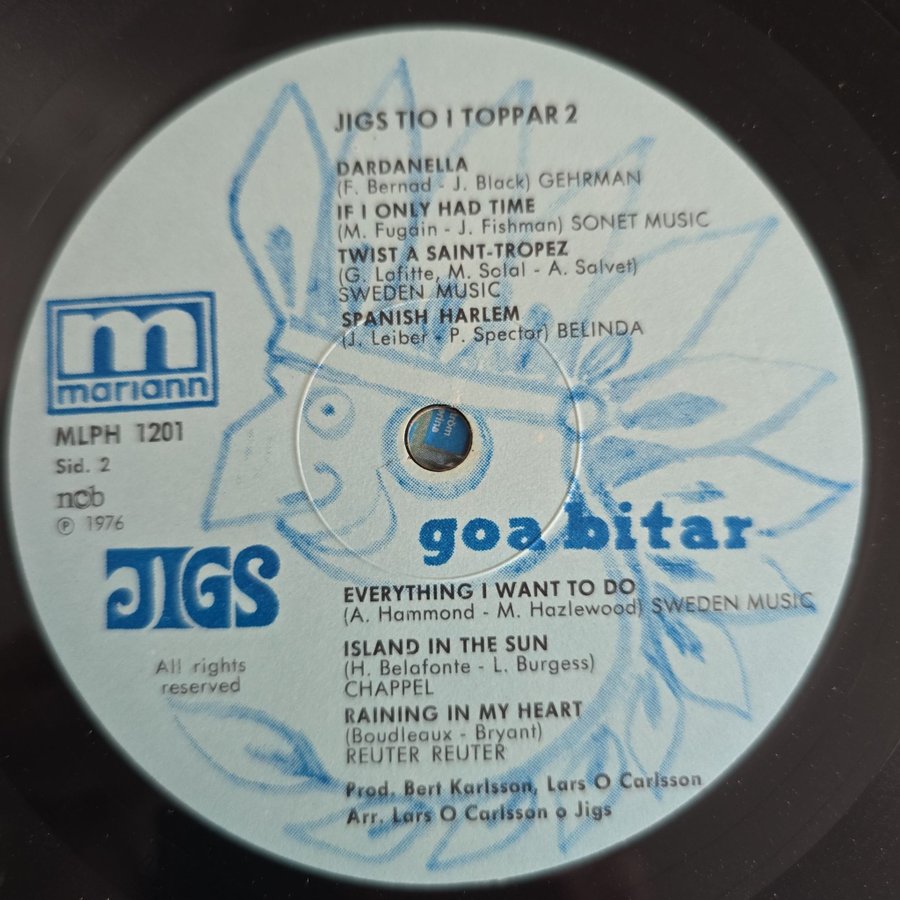 JIGS TIO I TOPPAR 2
DARDANELLA
(F. Bernad - J. Black) GEHRMAN
IF I ONLY HAD TIME
(M. Fugain - J. Fishman) SONET MUSIC
TWIST A SAINT-TROPEZ
(G. Lafitte, M. Solal - A. Salvet)
SWEDEN MUSIC
SPANISH HARLEM
(J. Leiber - P. Spector) BELINDA
m
mariann
MLPH 1201
Sid. 2
ncb
Ⓟ 1976
JIGS
All rights
reserved
goa bitar
EVERYTHING I WANT TO DO
(A. Hammond - M. Hazlewood) SWEDEN MUSIC
ISLAND IN THE SUN
(H. Belafonte - L. Burgess)
CHAPPEL
RAINING IN MY HEART
(Boudleaux - Bryant)
REUTER REUTER
Prod. Bert Karlsson, Lars O Carlsson
Arr. Lars O Carlsson o Jigs